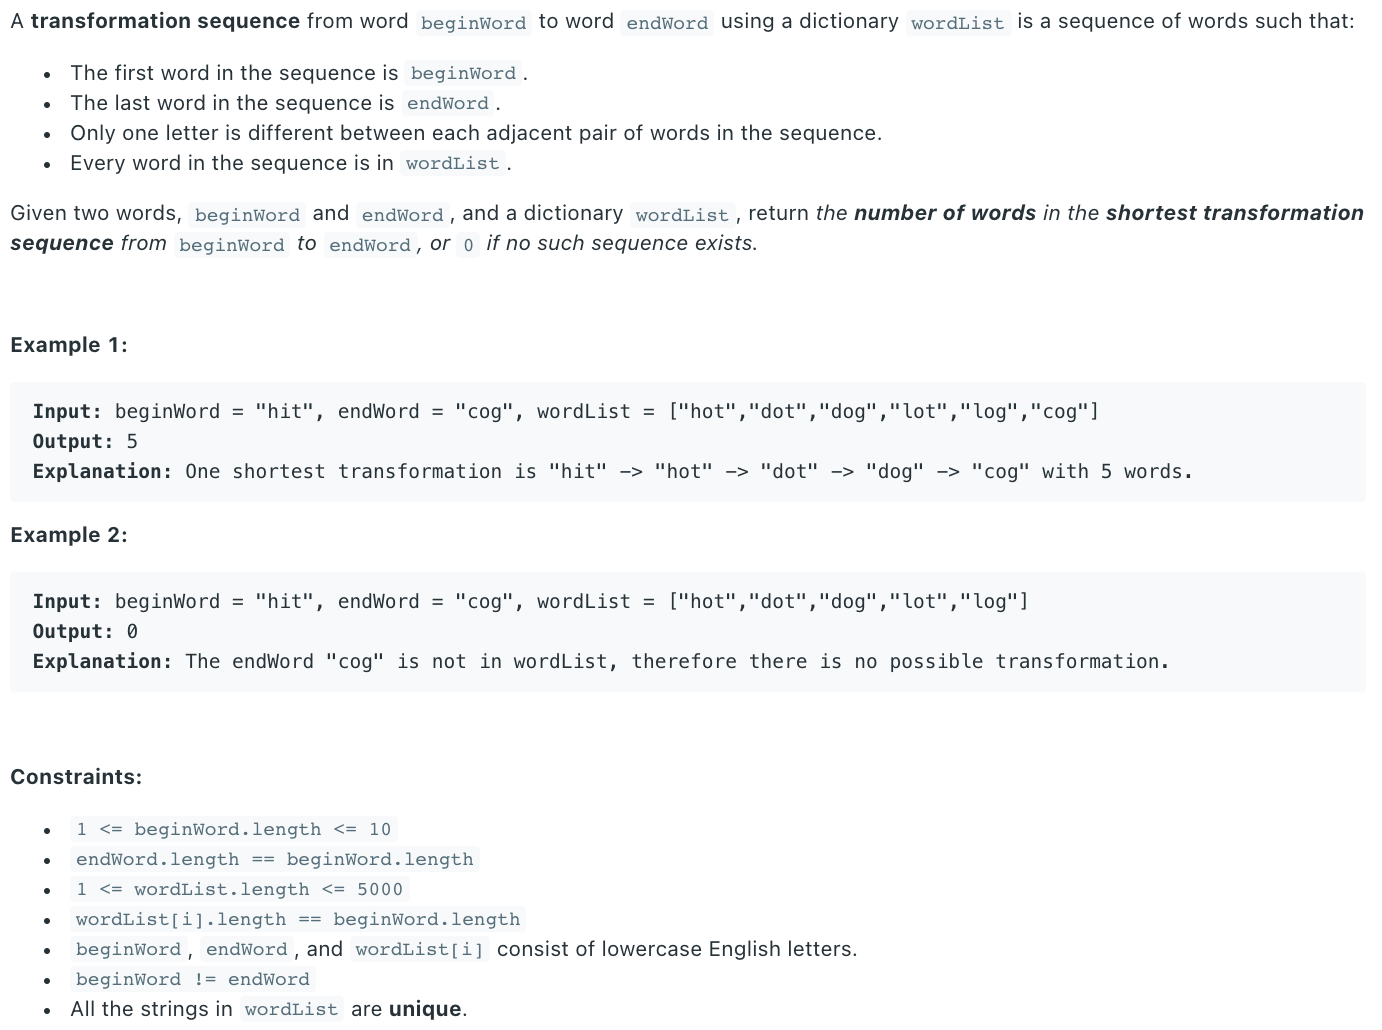 A transformation sequence from word beginWord to word endWord using a dictionary wordList is a sequence of words such that:
• The first word in the sequence is beginWord.
• The last word in the sequence is endWord.
• Only one letter is different between each adjacent pair of words in the sequence.
• Every word in the sequence is in wordList.
Given two words, beginWord and endWord, and a dictionary wordList, return the number of words in the shortest transformation
sequence from beginWord to endWord, or 0 if no such sequence exists.
Example 1:
Input: beginWord = "hit", endWord = "cog", wordList = ["hot","dot","dog","lot","log","cog"]
Output: 5
Explanation: One shortest transformation is "hit" -> "hot" -> "dot" -> "dog" -> "cog" with 5 words.
Example 2:
Input: beginWord = "hit", endWord = "cog", wordList = ["hot","dot","dog","lot","log"]
Output: 0
Explanation: The endWord "cog" is not in wordList, therefore there is no possible transformation.
Constraints:
• 1 <= beginWord.length <= 10
• endWord.length == beginWord.length
• 1 <= wordList.length <= 5000
• wordList[i].length == beginWord.length
• beginWord, endWord, and wordList[i] consist of lowercase English letters.
• beginWord != endWord
• All the strings in wordList are unique.